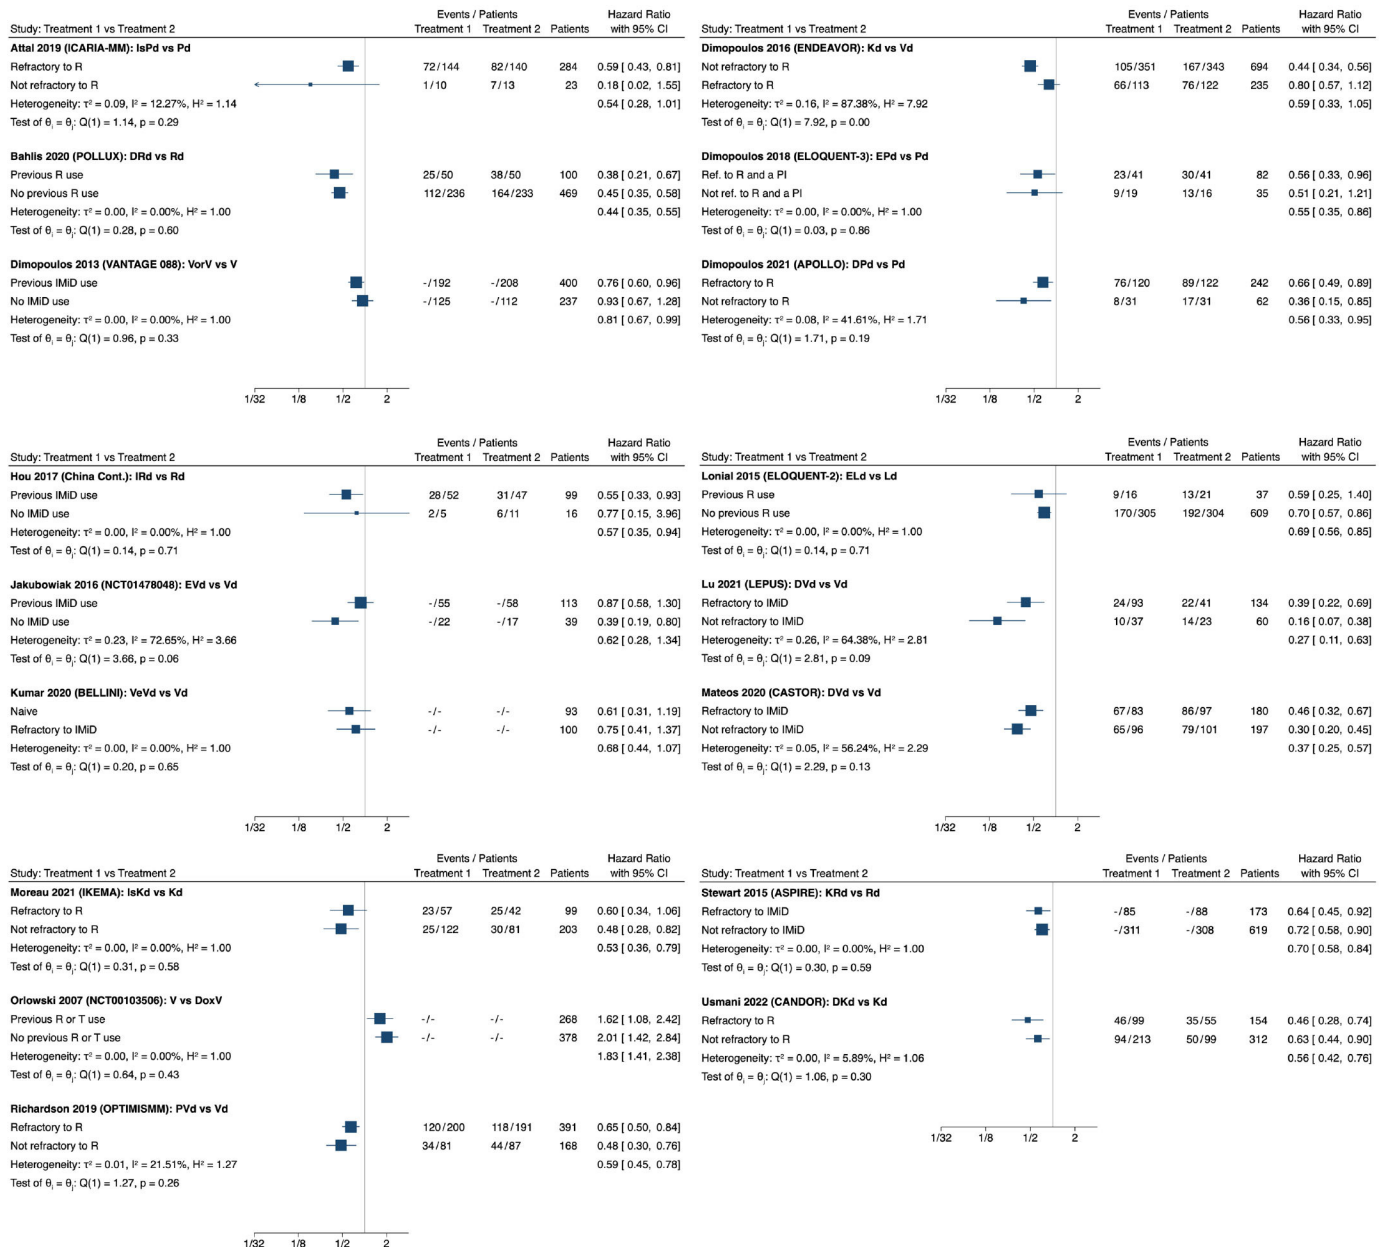 Events / Patients Hazard Ratio
Study: Treatment 1 vs Treatment 2 Treatment 1 Treatment 2 Patients with 95% CI
Attal 2019 (ICARIA-MM): IsPd vs Pd
Refractory to R 72/144 82/140 284 0.59 [ 0.43, 0.81]
Not refractory to R 1/10 7/13 23 0.18 [ 0.02, 1.55]
Heterogeneity: τ² = 0.09, I² = 12.27%, H² = 1.14 0.54 [ 0.28, 1.01]
Test of θᵢ = θⱼ: Q(1) = 1.14, p = 0.29
Bahlis 2020 (POLLUX): DRd vs Rd
Previous R use 25/50 38/50 100 0.38 [ 0.21, 0.67]
No previous R use 112/236 164/233 469 0.45 [ 0.35, 0.58]
Heterogeneity: τ² = 0.00, I² = 0.00%, H² = 1.00 0.44 [ 0.35, 0.55]
Test of θᵢ = θⱼ: Q(1) = 0.28, p = 0.60
Dimopoulos 2013 (VANTAGE 088): VorV vs V
Previous IMiD use -/192 -/208 400 0.76 [ 0.60, 0.96]
No IMiD use -/125 -/112 237 0.93 [ 0.67, 1.28]
Heterogeneity: τ² = 0.00, I² = 0.00%, H² = 1.00 0.81 [ 0.67, 0.99]
Test of θᵢ = θⱼ: Q(1) = 0.96, p = 0.33
1/32 1/8 1/2 2
Events / Patients Hazard Ratio
Study: Treatment 1 vs Treatment 2 Treatment 1 Treatment 2 Patients with 95% CI
Dimopoulos 2016 (ENDEAVOR): Kd vs Vd
Not refractory to R 105/351 167/343 694 0.44 [ 0.34, 0.56]
Refractory to R 66/113 76/122 235 0.80 [ 0.57, 1.12]
Heterogeneity: τ² = 0.16, I² = 87.38%, H² = 7.92 0.59 [ 0.33, 1.05]
Test of θᵢ = θⱼ: Q(1) = 7.92, p = 0.00
Dimopoulos 2018 (ELOQUENT-3): EPd vs Pd
Ref. to R and a PI 23/41 30/41 82 0.56 [ 0.33, 0.96]
Not ref. to R and a PI 9/19 13/16 35 0.51 [ 0.21, 1.21]
Heterogeneity: τ² = 0.00, I² = 0.00%, H² = 1.00 0.55 [ 0.35, 0.86]
Test of θᵢ = θⱼ: Q(1) = 0.03, p = 0.86
Dimopoulos 2021 (APOLLO): DPd vs Pd
Refractory to R 76/120 89/122 242 0.66 [ 0.49, 0.89]
Not refractory to R 8/31 17/31 62 0.36 [ 0.15, 0.85]
Heterogeneity: τ² = 0.08, I² = 41.61%, H² = 1.71 0.56 [ 0.33, 0.95]
Test of θᵢ = θⱼ: Q(1) = 1.71, p = 0.19
1/32 1/8 1/2 2
Events / Patients Hazard Ratio
Study: Treatment 1 vs Treatment 2 Treatment 1 Treatment 2 Patients with 95% CI
Hou 2017 (China Cont.): IRd vs Rd
Previous IMiD use 28/52 31/47 99 0.55 [ 0.33, 0.93]
No IMiD use 2/5 6/11 16 0.77 [ 0.15, 3.96]
Heterogeneity: τ² = 0.00, I² = 0.00%, H² = 1.00 0.57 [ 0.35, 0.94]
Test of θᵢ = θⱼ: Q(1) = 0.14, p = 0.71
Jakubowiak 2016 (NCT01478048): EVd vs Vd
Previous IMiD use -/55 -/58 113 0.87 [ 0.58, 1.30]
No IMiD use -/22 -/17 39 0.39 [ 0.19, 0.80]
Heterogeneity: τ² = 0.23, I² = 72.65%, H² = 3.66 0.62 [ 0.28, 1.34]
Test of θᵢ = θⱼ: Q(1) = 3.66, p = 0.06
Kumar 2020 (BELLINI): VeVd vs Vd
Naive -/- -/- 93 0.61 [ 0.31, 1.19]
Refractory to IMiD -/- -/- 100 0.75 [ 0.41, 1.37]
Heterogeneity: τ² = 0.00, I² = 0.00%, H² = 1.00 0.68 [ 0.44, 1.07]
Test of θᵢ = θⱼ: Q(1) = 0.20, p = 0.65
1/32 1/8 1/2 2
Events / Patients Hazard Ratio
Study: Treatment 1 vs Treatment 2 Treatment 1 Treatment 2 Patients with 95% CI
Lonial 2015 (ELOQUENT-2): ELd vs Ld
Previous R use 9/16 13/21 37 0.59 [ 0.25, 1.40]
No previous R use 170/305 192/304 609 0.70 [ 0.57, 0.86]
Heterogeneity: τ² = 0.00, I² = 0.00%, H² = 1.00 0.69 [ 0.56, 0.85]
Test of θᵢ = θⱼ: Q(1) = 0.14, p = 0.71
Lu 2021 (LEPUS): DVd vs Vd
Refractory to IMiD 24/93 22/41 134 0.39 [ 0.22, 0.69]
Not refractory to IMiD 10/37 14/23 60 0.16 [ 0.07, 0.38]
Heterogeneity: τ² = 0.26, I² = 64.38%, H² = 2.81 0.27 [ 0.11, 0.63]
Test of θᵢ = θⱼ: Q(1) = 2.81, p = 0.09
Mateos 2020 (CASTOR): DVd vs Vd
Refractory to IMiD 67/83 86/97 180 0.46 [ 0.32, 0.67]
Not refractory to IMiD 65/96 79/101 197 0.30 [ 0.20, 0.45]
Heterogeneity: τ² = 0.05, I² = 56.24%, H² = 2.29 0.37 [ 0.25, 0.57]
Test of θᵢ = θⱼ: Q(1) = 2.29, p = 0.13
1/32 1/8 1/2 2
Events / Patients Hazard Ratio
Study: Treatment 1 vs Treatment 2 Treatment 1 Treatment 2 Patients with 95% CI
Moreau 2021 (IKEMA): IsKd vs Kd
Refractory to R 23/57 25/42 99 0.60 [ 0.34, 1.06]
Not refractory to R 25/122 30/81 203 0.48 [ 0.28, 0.82]
Heterogeneity: τ² = 0.00, I² = 0.00%, H² = 1.00 0.53 [ 0.36, 0.79]
Test of θᵢ = θⱼ: Q(1) = 0.31, p = 0.58
Orlowski 2007 (NCT00103506): V vs DoxV
Previous R or T use -/- -/- 268 1.62 [ 1.08, 2.42]
No previous R or T use -/- -/- 378 2.01 [ 1.42, 2.84]
Heterogeneity: τ² = 0.00, I² = 0.00%, H² = 1.00 1.83 [ 1.41, 2.38]
Test of θᵢ = θⱼ: Q(1) = 0.64, p = 0.43
Richardson 2019 (OPTIMISMM): PVd vs Vd
Refractory to R 120/200 118/191 391 0.65 [ 0.50, 0.84]
Not refractory to R 34/81 44/87 168 0.48 [ 0.30, 0.76]
Heterogeneity: τ² = 0.01, I² = 21.51%, H² = 1.27 0.59 [ 0.45, 0.78]
Test of θᵢ = θⱼ: Q(1) = 1.27, p = 0.26
1/32 1/8 1/2 2
Events / Patients Hazard Ratio
Study: Treatment 1 vs Treatment 2 Treatment 1 Treatment 2 Patients with 95% CI
Stewart 2015 (ASPIRE): KRd vs Rd
Refractory to IMiD -/85 -/88 173 0.64 [ 0.45, 0.92]
Not refractory to IMiD -/311 -/308 619 0.72 [ 0.58, 0.90]
Heterogeneity: τ² = 0.00, I² = 0.00%, H² = 1.00 0.70 [ 0.58, 0.84]
Test of θᵢ = θⱼ: Q(1) = 0.30, p = 0.59
Usmani 2022 (CANDOR): DKd vs Kd
Refractory to R 46/99 35/55 154 0.46 [ 0.28, 0.74]
Not refractory to R 94/213 50/99 312 0.63 [ 0.44, 0.90]
Heterogeneity: τ² = 0.00, I² = 5.89%, H² = 1.06 0.56 [ 0.42, 0.76]
Test of θᵢ = θⱼ: Q(1) = 1.06, p = 0.30
1/32 1/8 1/2 2